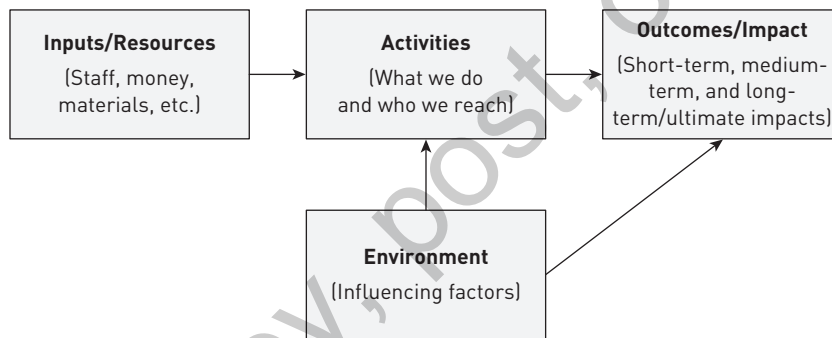 Inputs/Resources
(Staff, money,
materials, etc.)
Activities
(What we do
and who we reach)
Outcomes/Impact
(Short-term, medium-
term, and long-
term/ultimate impacts)
Environment
(Influencing factors)
post,